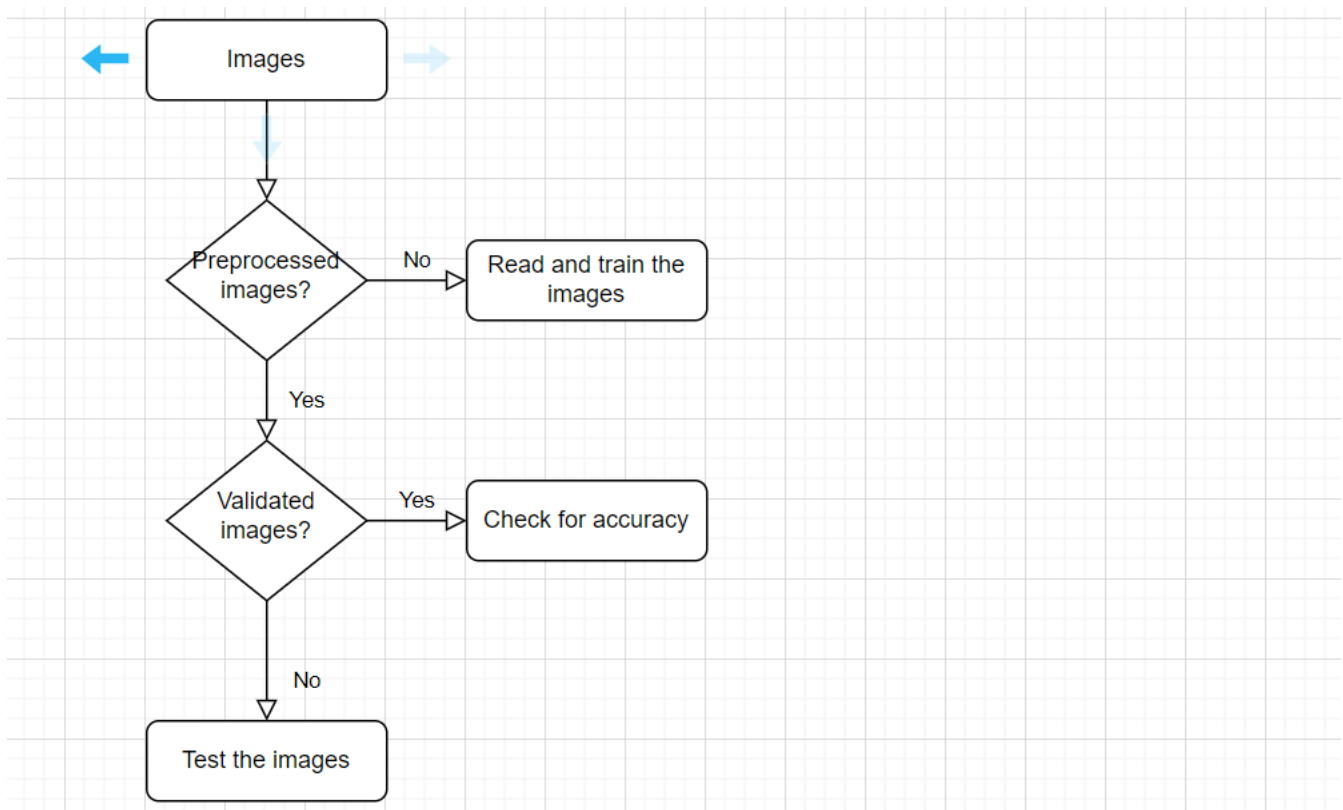 Images
Preprocessed
images?
No
Read and train the
images
Yes
Validated
images?
Yes
Check for accuracy
No
Test the images